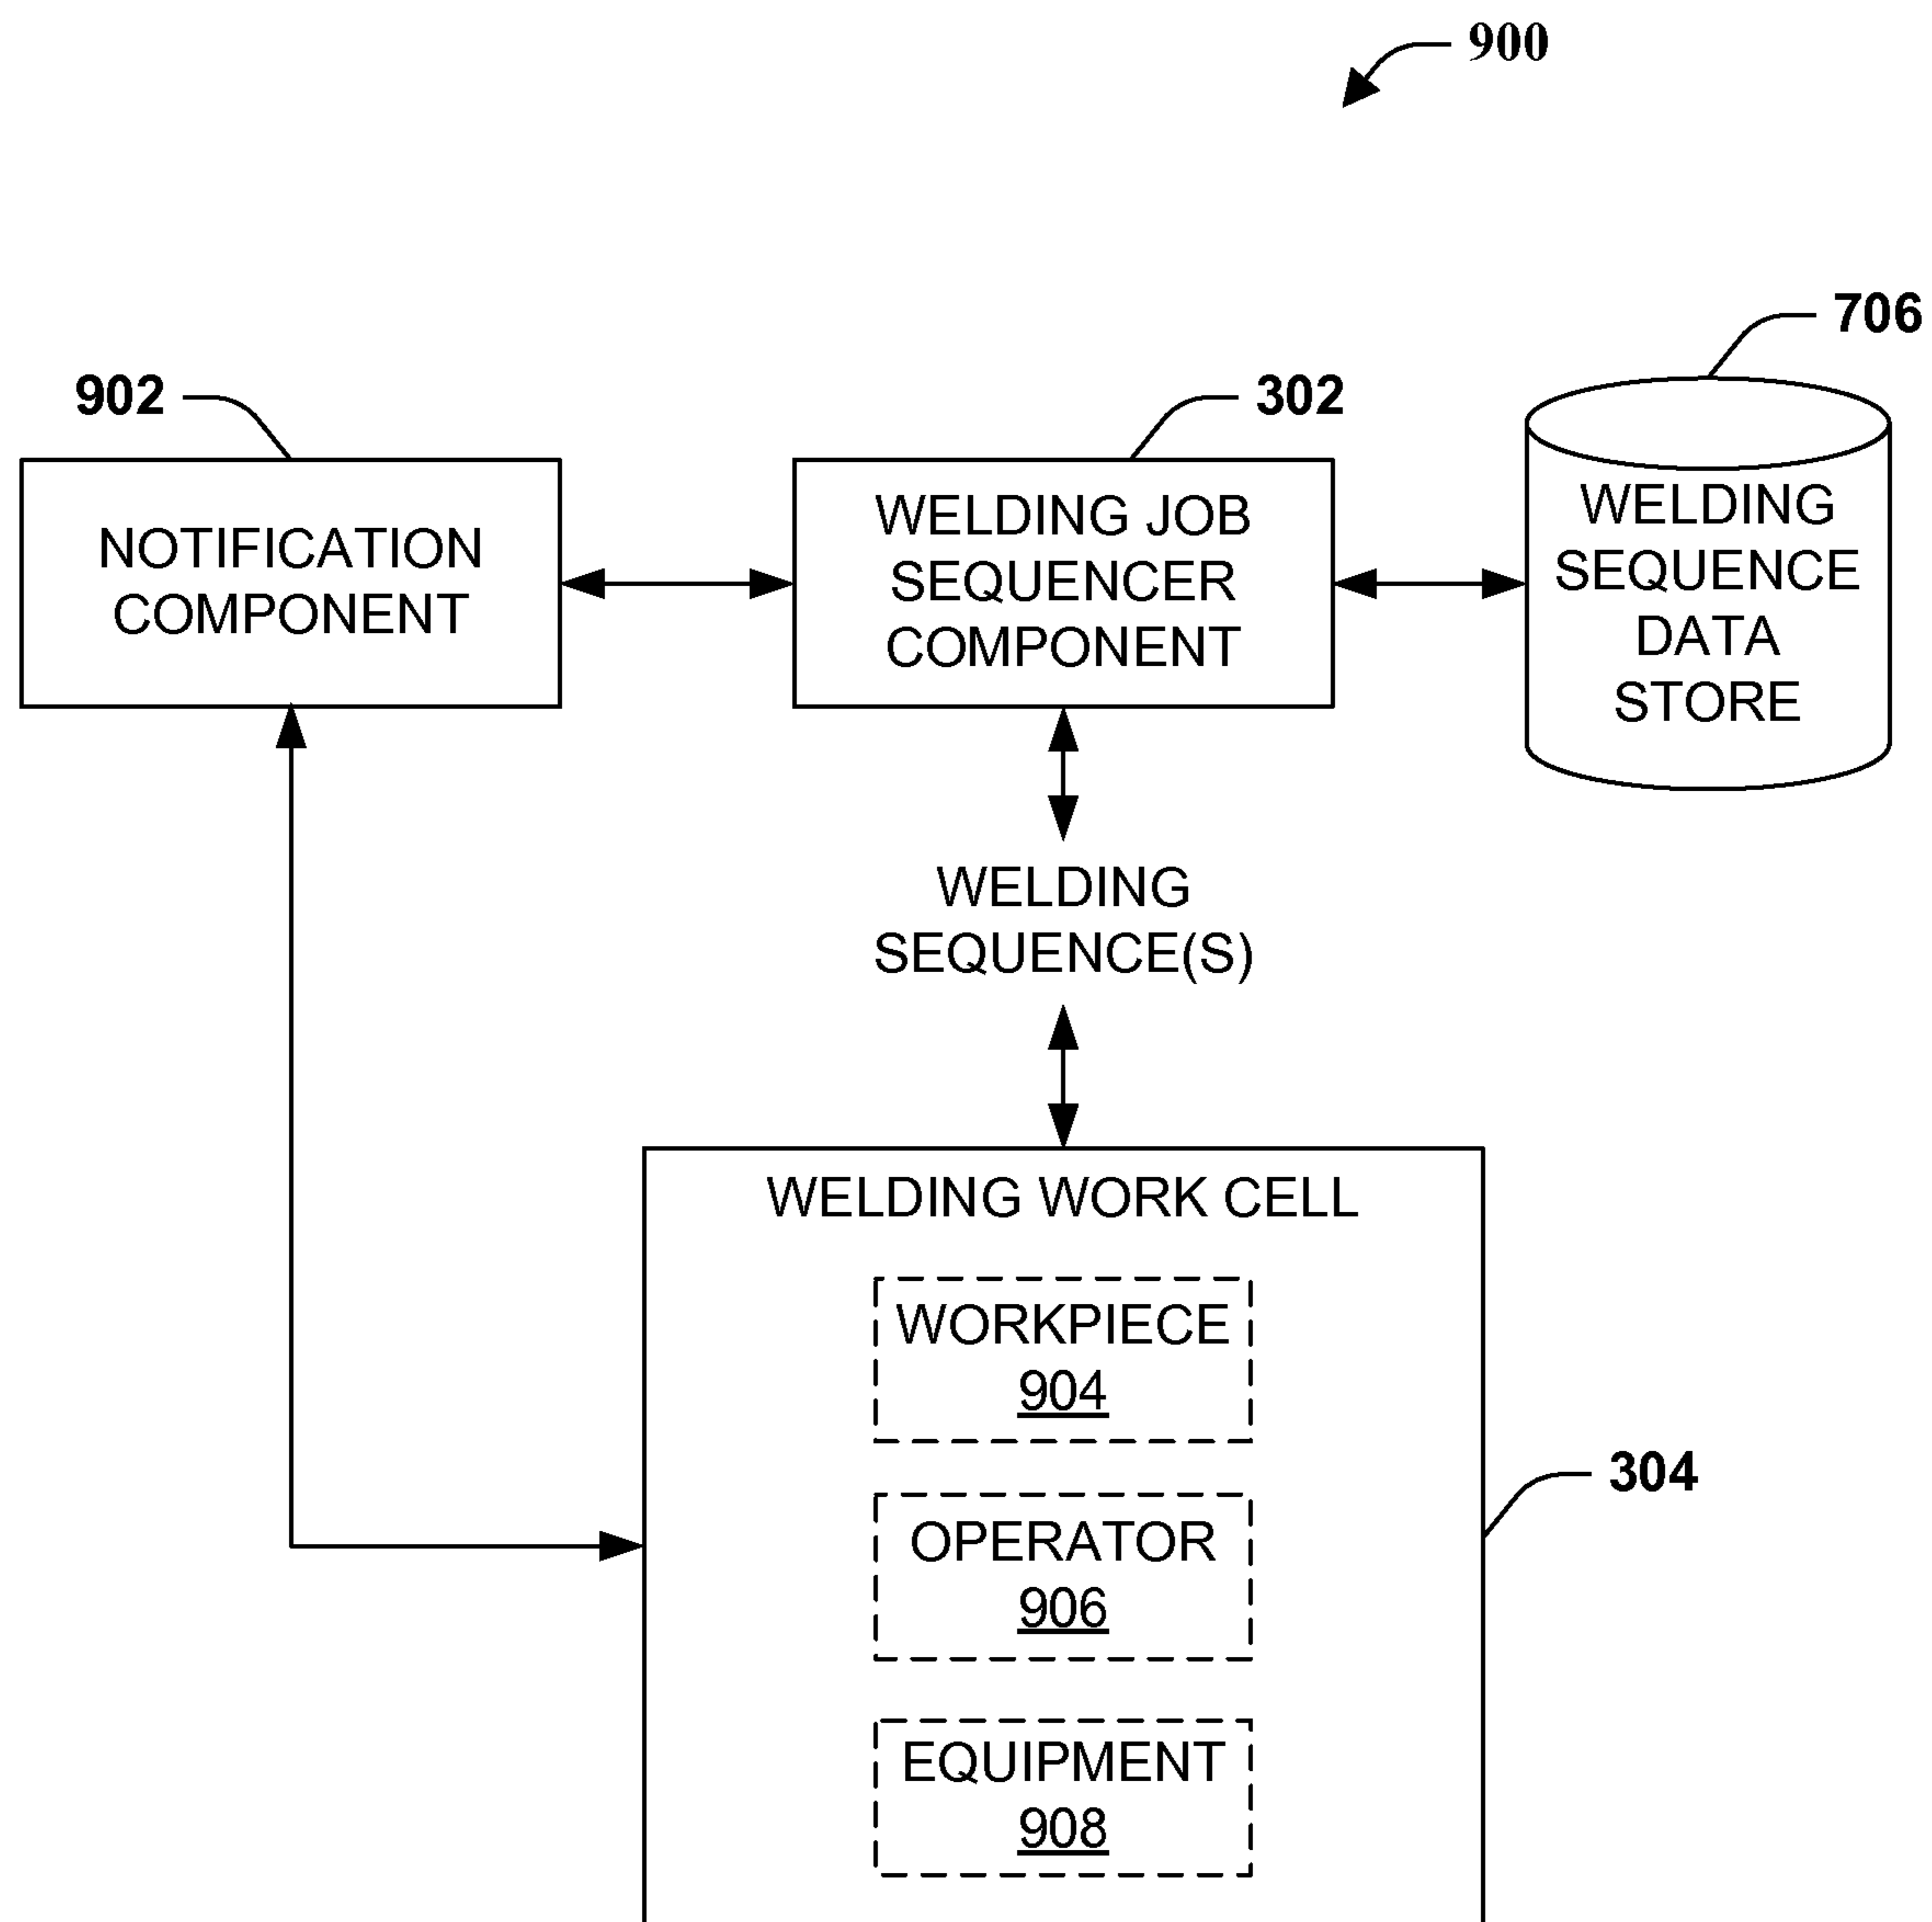 900
706
902
302
NOTIFICATION
COMPONENT
WELDING JOB
SEQUENCER
COMPONENT
WELDING
SEQUENCE
DATA
STORE
WELDING
SEQUENCE(S)
WELDING WORK CELL
WORKPIECE
904
304
OPERATOR
906
EQUIPMENT
908